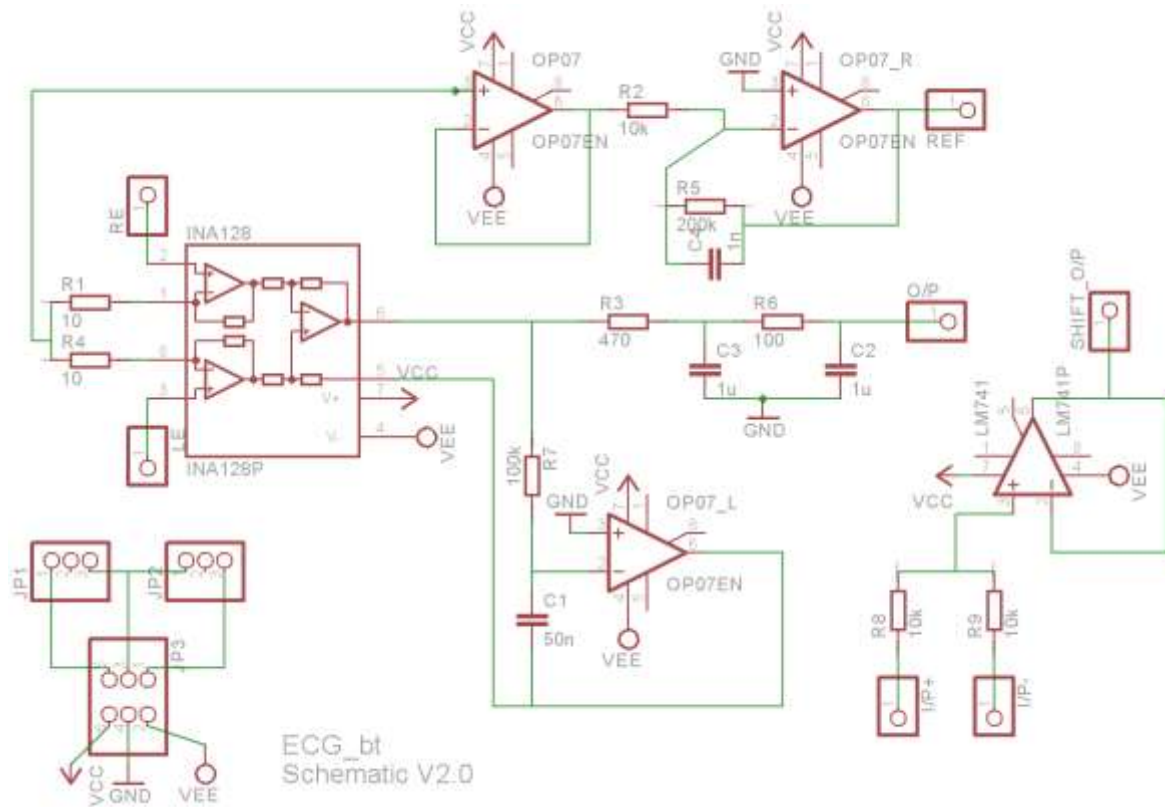 VCC
OP07
OP07EN
VEE
R2
10k
GND
VCC
OP07_R
OP07EN
VEE
REF
R5
200k
C4
1n
RE
INA128
R1
10
R4
10
LE
INA128P
V+
V-
VCC
VEE
R3
470
R6
100
O/P
C3
1u
C2
1u
GND
SHIFT_O/P
LM741
LM741P
VCC
VEE
R7
100k
GND
VCC
OP07_L
OP07EN
VEE
C1
50n
R8
10k
R9
10k
I/P+
I/P-
JP1
JP2
JP3
VCC
GND
VEE
ECG_bt
Schematic V2.0